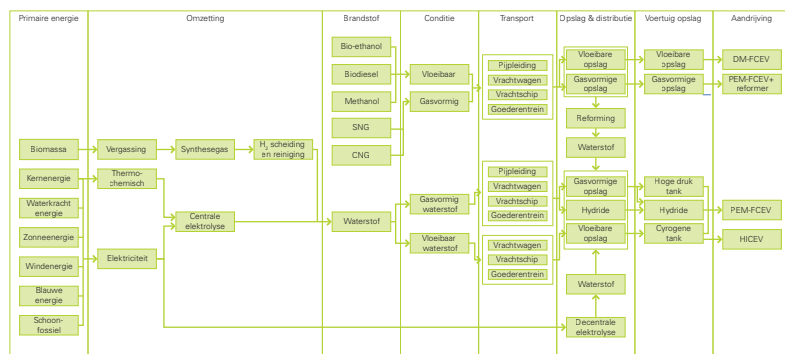 Primaire energie
Omzetting
Brandstof
Conditie
Transport
Opslag & distributie
Voertuig opslag
Aandrijving
Biomassa
Kernenergie
Waterkracht
energie
Zonneenergie
Windenergie
Blauwe
energie
Schoon-
fossiel
Vergassing
Synthesegas
H₂ scheiding
en reiniging
Thermo-
chemisch
Centrale
elektrolyse
Elektriciteit
Bio-ethanol
Biodiesel
Methanol
SNG
CNG
Waterstof
Vloeibaar
Gasvormig
Gasvormig
waterstof
Vloeibaar
waterstof
Pijpleiding
Vrachtwagen
Vrachtschip
Goederentrein
Pijpleiding
Vrachtwagen
Vrachtschip
Goederentrein
Vrachtwagen
Vrachtschip
Goederentrein
Vloeibare
opslag
Gasvormige
opslag
Reforming
Waterstof
Gasvormige
opslag
Hydride
Vloeibare
opslag
Waterstof
Decentrale
elektrolyse
Vloeibare
opslag
Gasvormige
opslag
Hoge druk
tank
Hydride
Cyrogene
tank
DM-FCEV
PEM-FCEV+
reformer
PEM-FCEV
HICEV